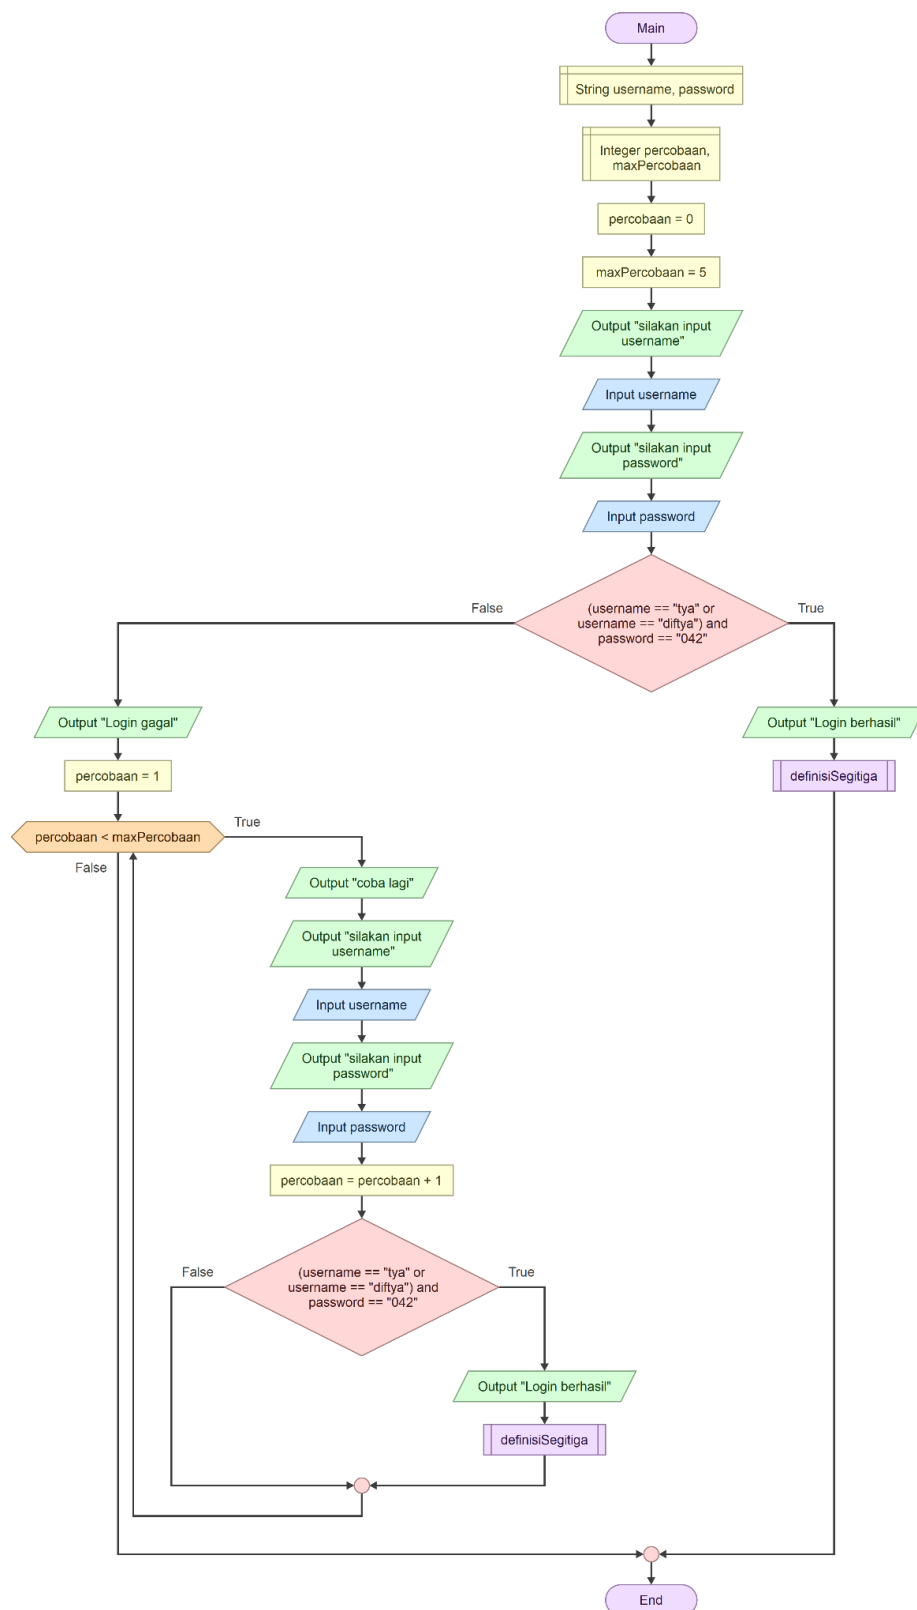 Main
String username, password
Integer percobaan,
maxPercobaan
percobaan = 0
maxPercobaan = 5
Output "silakan input
username"
Input username
Output "silakan input
password"
Input password
False
(username == "tya" or
username == "diftya") and
password == "042"
True
Output "Login gagal"
percobaan = 1
percobaan < maxPercobaan
True
False
Output "coba lagi"
Output "silakan input
username"
Input username
Output "silakan input
password"
Input password
percobaan = percobaan + 1
False
(username == "tya" or
username == "diftya") and
password == "042"
True
Output "Login berhasil"
definisiSegitiga
Output "Login berhasil"
definisiSegitiga
End